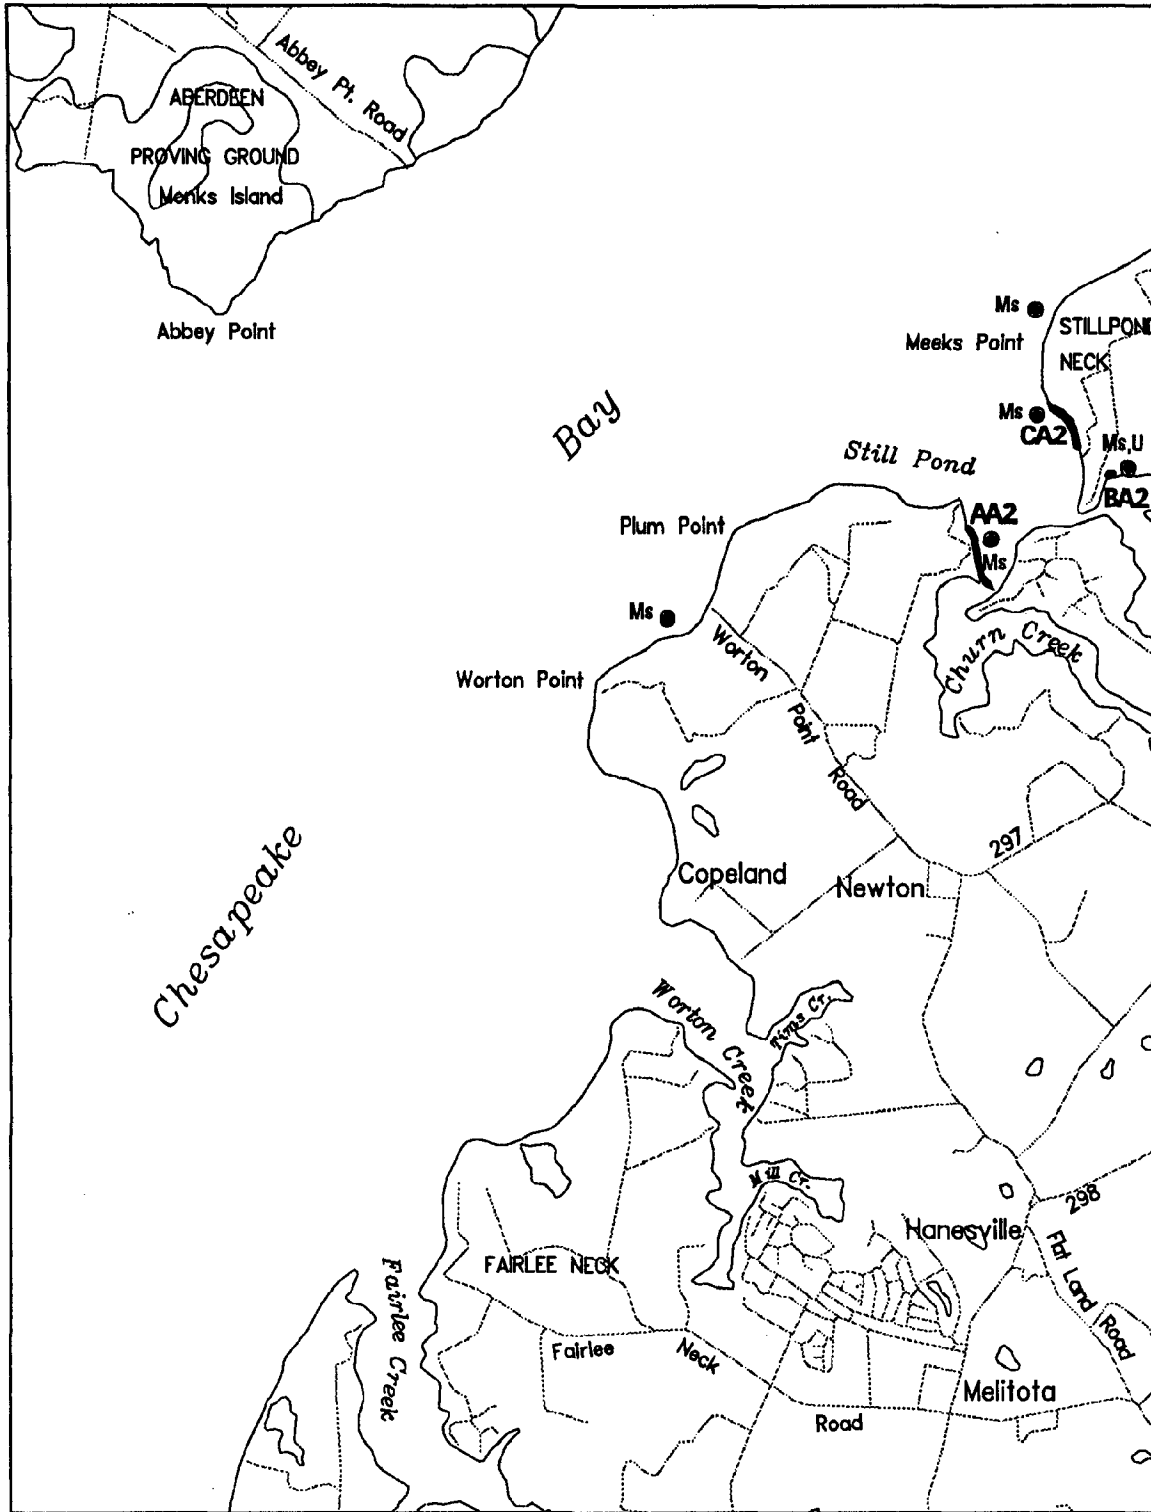 Abbey Pt. Road
ABERDEEN
PROVING GROUND
Monks Island
Abbey Point
Ms
STILLPOND
Meeks Point
NECK
Bay
Ms
CA2
Ms,U
Still Pond
BA2
AA2
Plum Point
Ms
Ms
Worton Point Road
Churn Creek
Worton Point
297
Copeland
Newton
Chesapeake
Worton Creek
Tims Cr.
Mill Cr.
298
Hanesville
Flat Land Road
FAIRLEE NECK
Fairlee Creek
Fairlee Neck Road
Melitota